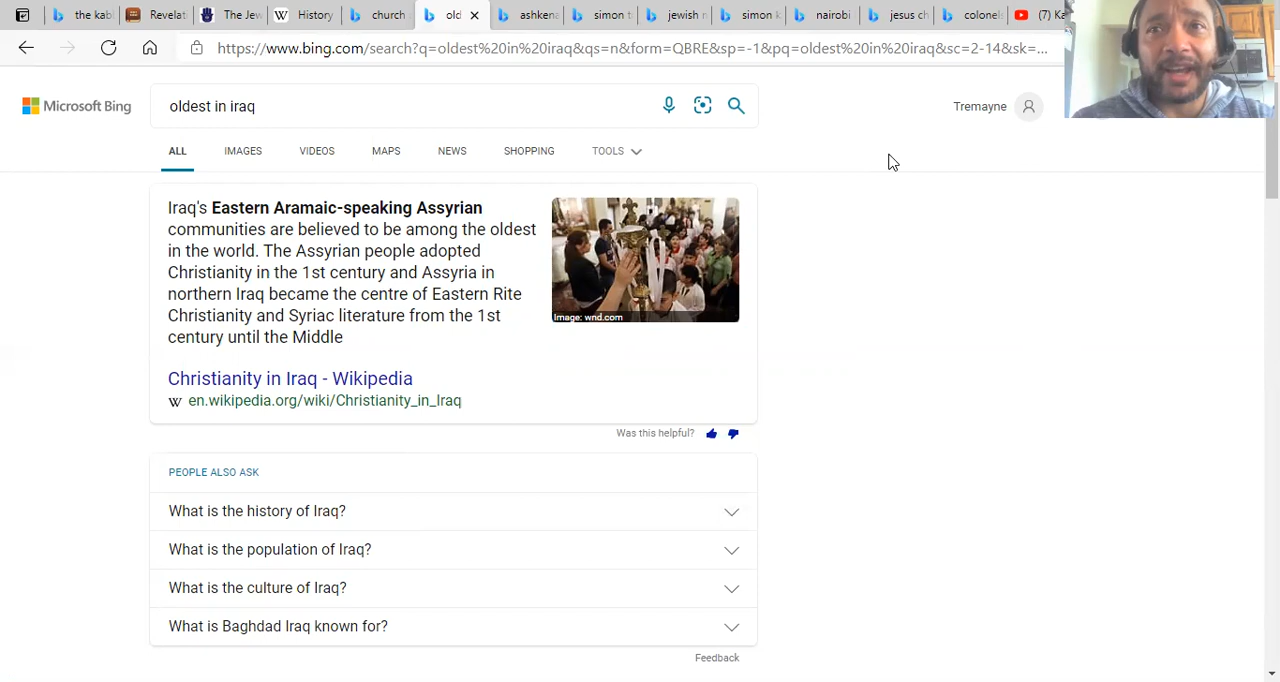 the kab
Revelat
The Jew
History
church
old
ashkena
simon t
jewish r
simon k
nairobi
jesus ch
colonel
(7) Ka
https://www.bing.com/search?q=oldest%20in%20iraq&qs=n&form=QBRE&sp=-1&pq=oldest%20in%20iraq&sc=2-14&sk=...
Microsoft Bing
oldest in iraq
Tremayne
ALL
IMAGES
VIDEOS
MAPS
NEWS
SHOPPING
TOOLS
Iraq's Eastern Aramaic-speaking Assyrian
communities are believed to be among the oldest
in the world. The Assyrian people adopted
Christianity in the 1st century and Assyria in
northern Iraq became the centre of Eastern Rite
Christianity and Syriac literature from the 1st
century until the Middle
Image: wnd.com
Christianity in Iraq - Wikipedia
W en.wikipedia.org/wiki/Christianity_in_Iraq
Was this helpful?
PEOPLE ALSO ASK
What is the history of Iraq?
What is the population of Iraq?
What is the culture of Iraq?
What is Baghdad Iraq known for?
Feedback